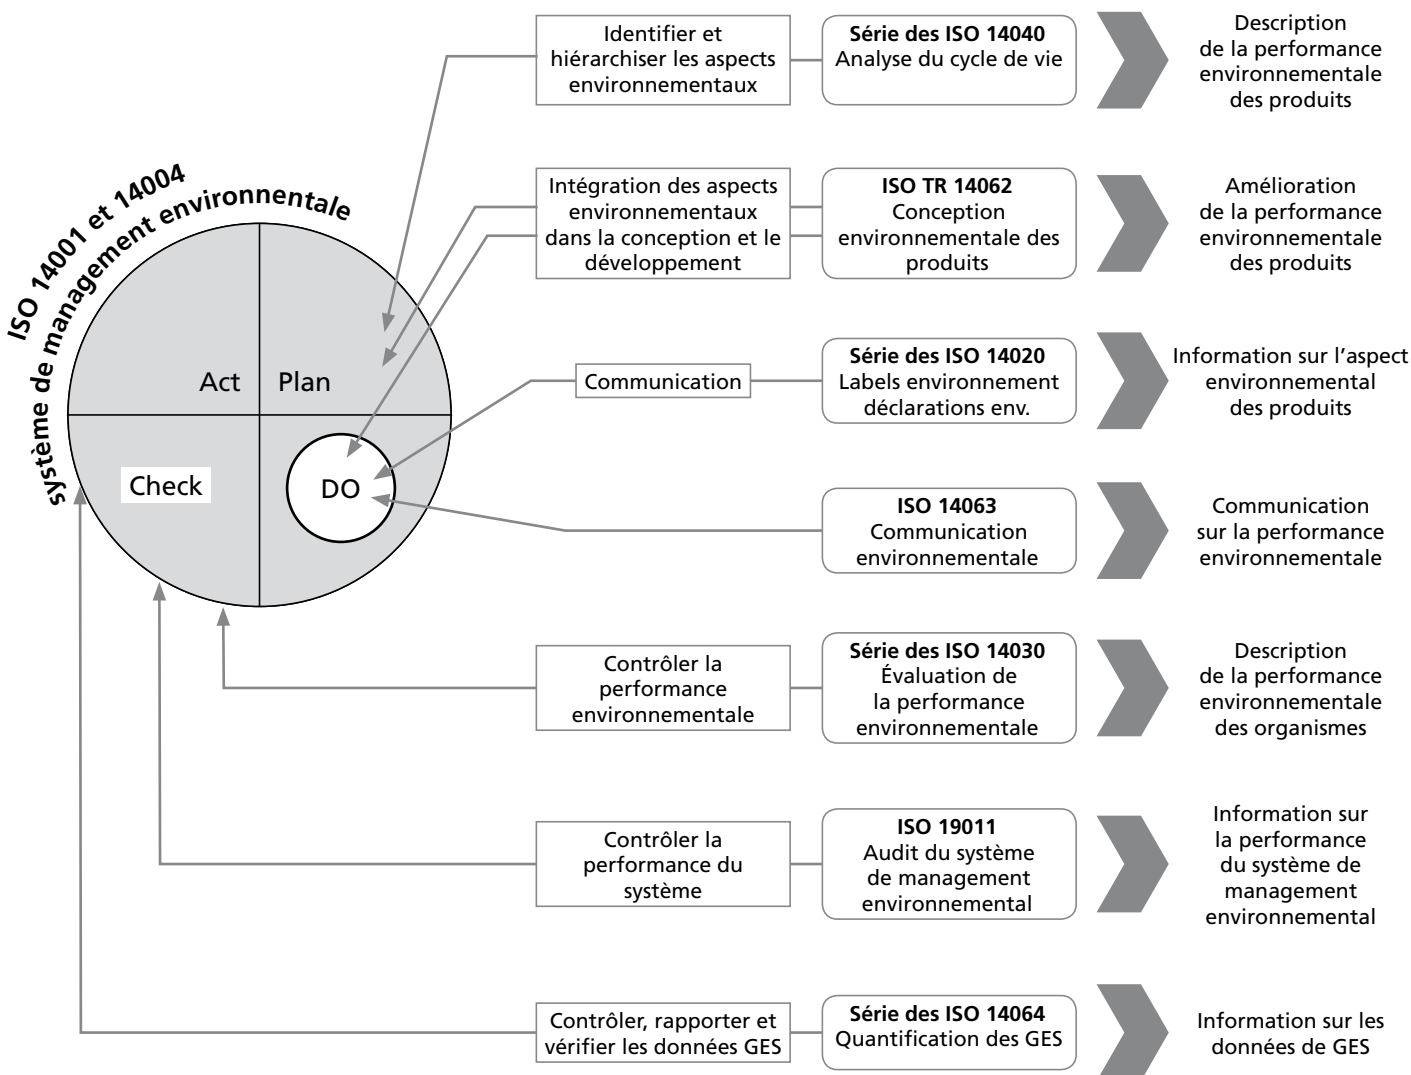 ISO 14001 et 14004
système de management environnentale
Act
Plan
Check
DO
Identifier et
hiérarchiser les aspects
environnementaux
Série des ISO 14040
Analyse du cycle de vie
Description
de la performance
environnementale
des produits
Intégration des aspects
environnementaux
dans la conception et le
développement
ISO TR 14062
Conception
environnementale des
produits
Amélioration
de la performance
environnementale
des produits
Communication
Série des ISO 14020
Labels environnement
déclarations env.
Information sur l'aspect
environnemental
des produits
ISO 14063
Communication
environnementale
Communication
sur la performance
environnementale
Contrôler la
performance
environnementale
Série des ISO 14030
Évaluation de
la performance
environnementale
Description
de la performance
environnementale
des organismes
Contrôler la
performance du
système
ISO 19011
Audit du système
de management
environnemental
Information sur
la performance
du système de
management
environnemental
Contrôler, rapporter et
vérifier les données GES
Série des ISO 14064
Quantification des GES
Information sur les
données de GES